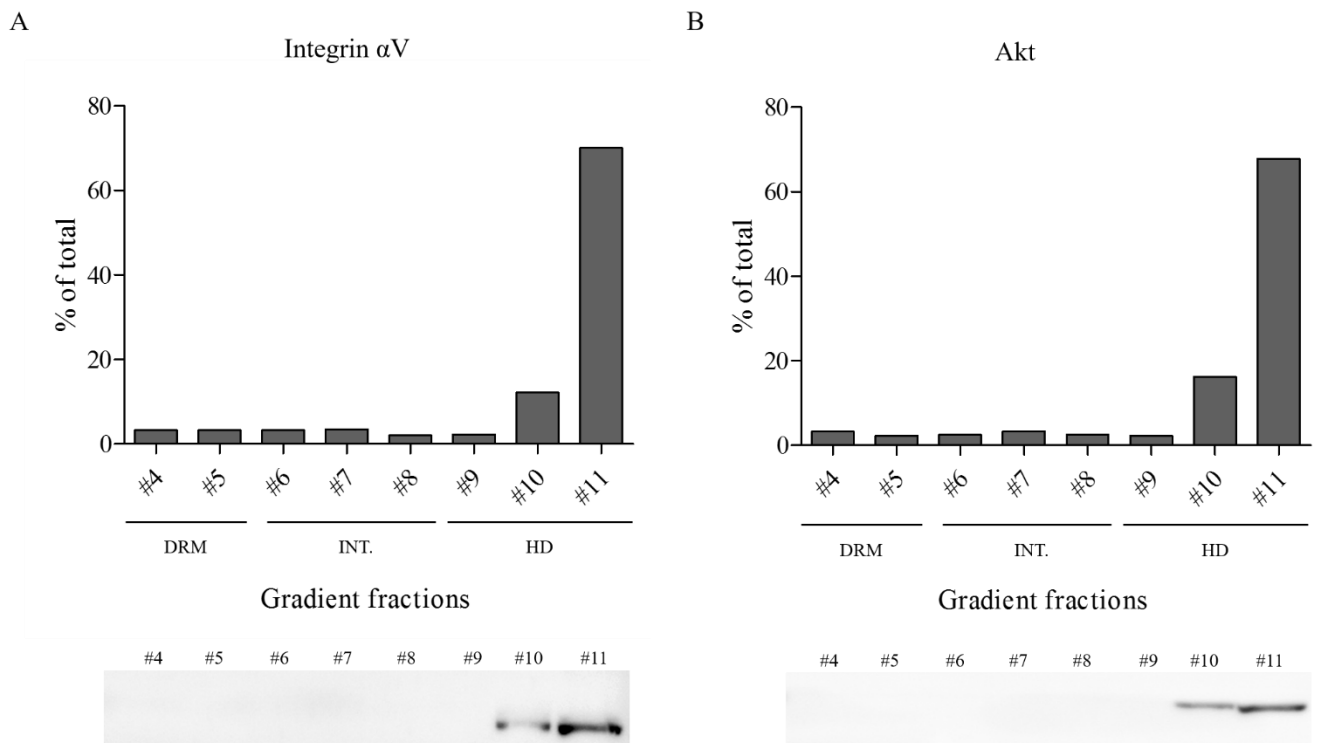 A
Integrin αV
% of total
80
60
40
20
0
#4 #5 #6 #7 #8 #9 #10 #11
DRM INT. HD
Gradient fractions
#4 #5 #6 #7 #8 #9 #10 #11
B
Akt
% of total
80
60
40
20
0
#4 #5 #6 #7 #8 #9 #10 #11
DRM INT. HD
Gradient fractions
#4 #5 #6 #7 #8 #9 #10 #11